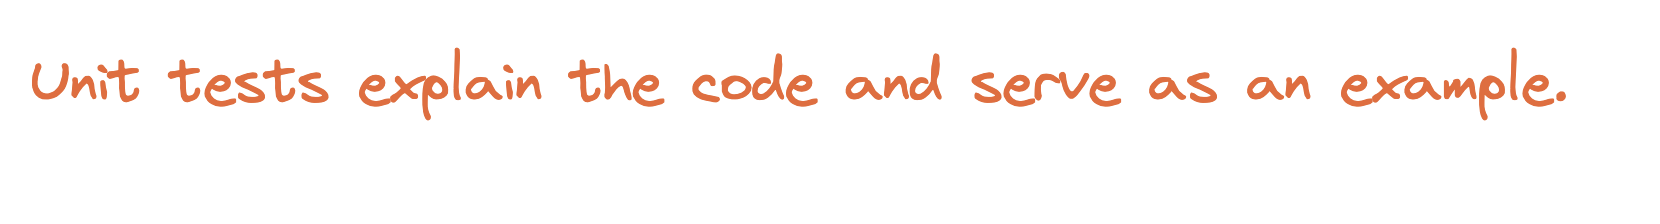 Unit tests explain the code and serve as an example.